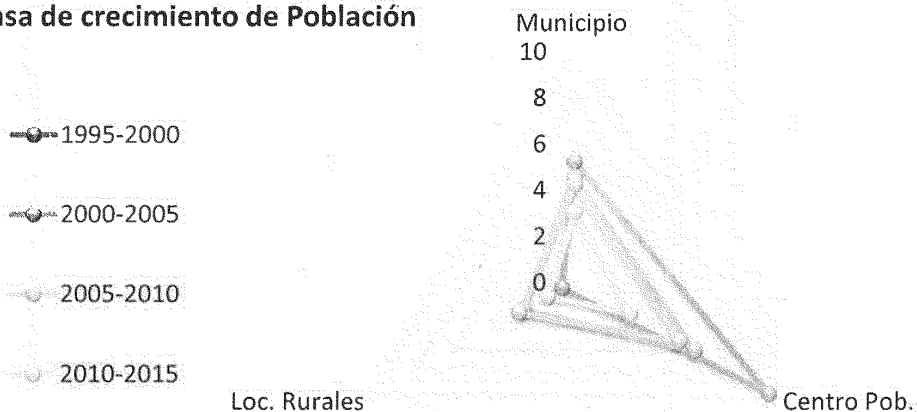 asa de crecimiento de Población
Municipio
10
8
6
4
2
0
1995-2000
2000-2005
2005-2010
2010-2015
Loc. Rurales
Centro Pob.